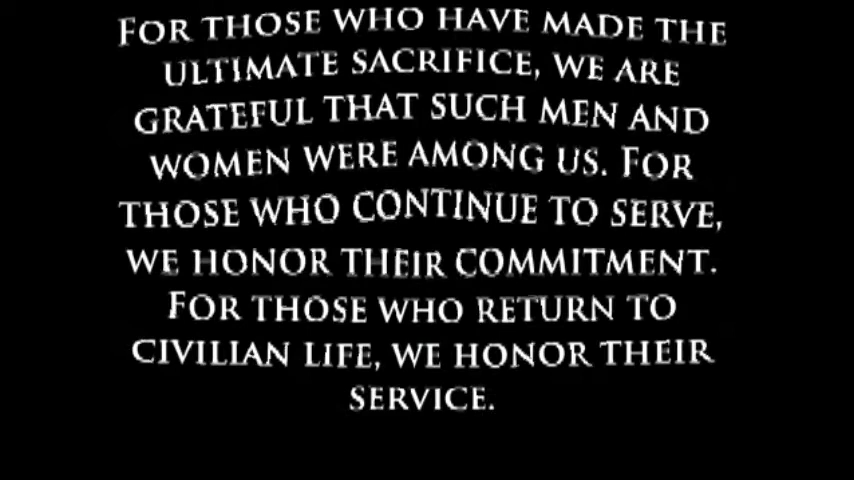 FOR THOSE WHO HAVE MADE THE
ULTIMATE SACRIFICE, WE ARE
GRATEFUL THAT SUCH MEN AND
WOMEN WERE AMONG US. FOR
THOSE WHO CONTINUE TO SERVE,
WE HONOR THEIR COMMITMENT.
FOR THOSE WHO RETURN TO
CIVILIAN LIFE, WE HONOR THEIR
SERVICE.